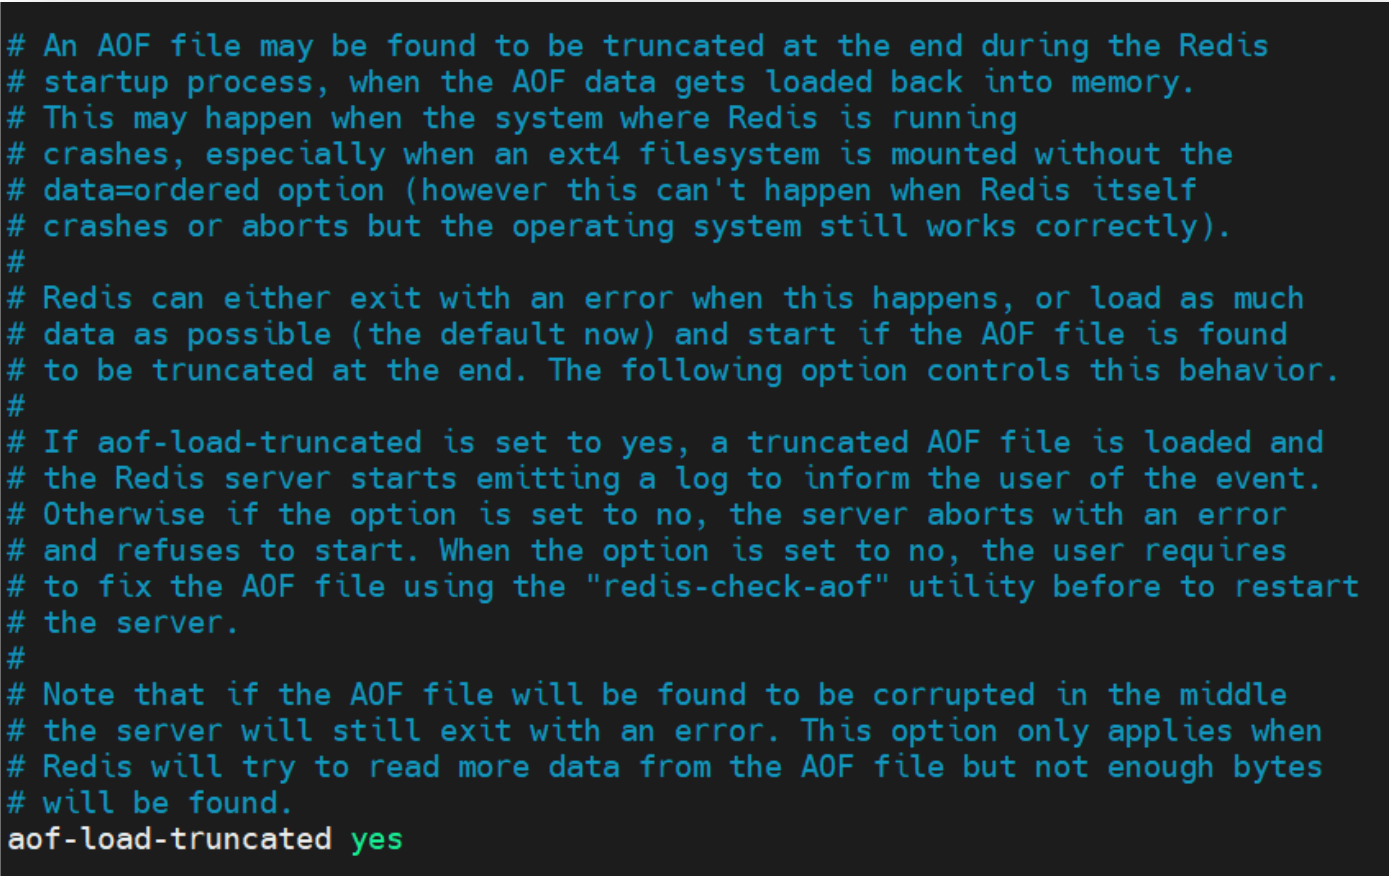 # An AOF file may be found to be truncated at the end during the Redis
# startup process, when the AOF data gets loaded back into memory.
# This may happen when the system where Redis is running
# crashes, especially when an ext4 filesystem is mounted without the
# data=ordered option (however this can't happen when Redis itself
# crashes or aborts but the operating system still works correctly).
#
# Redis can either exit with an error when this happens, or load as much
# data as possible (the default now) and start if the AOF file is found
# to be truncated at the end. The following option controls this behavior.
#
# If aof-load-truncated is set to yes, a truncated AOF file is loaded and
# the Redis server starts emitting a log to inform the user of the event.
# Otherwise if the option is set to no, the server aborts with an error
# and refuses to start. When the option is set to no, the user requires
# to fix the AOF file using the "redis-check-aof" utility before to restart
# the server.
#
# Note that if the AOF file will be found to be corrupted in the middle
# the server will still exit with an error. This option only applies when
# Redis will try to read more data from the AOF file but not enough bytes
# will be found.
aof-load-truncated yes